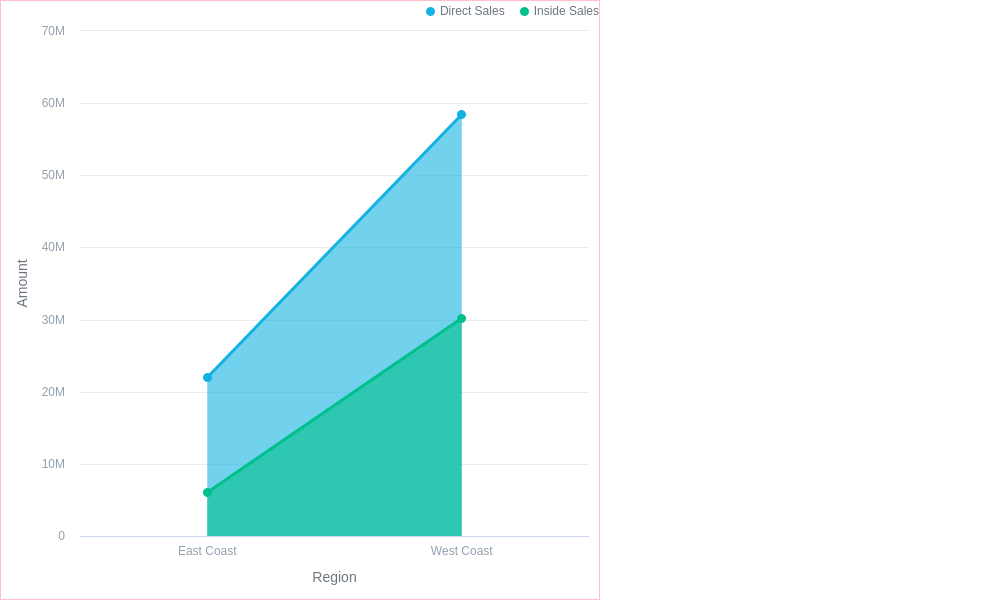 Direct Sales Inside Sales
70M
60M
50M
40M
30M
20M
10M
0
Amount
East Coast West Coast
Region